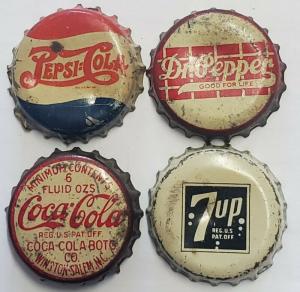 PEPSI-COLA
Dr. Pepper
GOOD FOR LIFE
MINIMUM CONTENTS
6
FLUID OZS
Coca-Cola
REG. U.S. PAT. OFF.
COCA-COLA BOTG
CO.
WINSTON-SALEM, N.C.
7up
REG. U.S.
PAT. OFF.